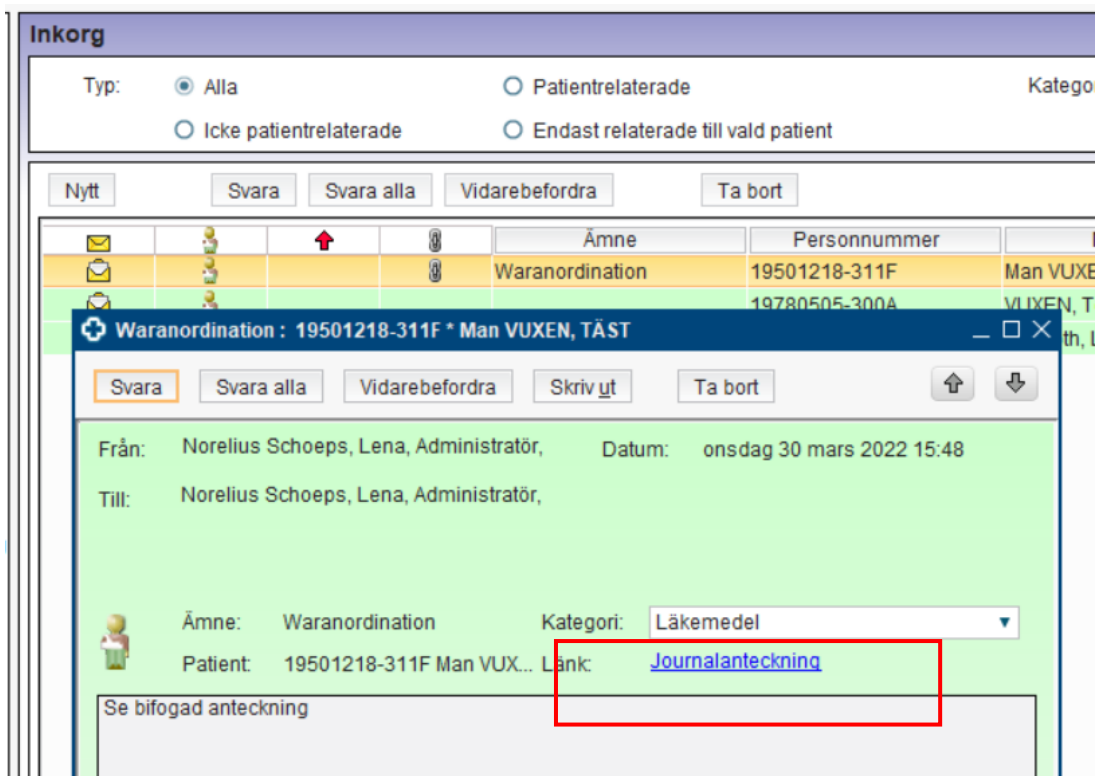 Inkorg
Typ: Alla Patientrelaterade
Icke patientrelaterade Endast relaterade till vald patient
Nytt Svara Svara alla Vidarebefordra Ta bort
Ämne Personnummer
Waranordination 19501218-311F Man
19780505-300A
Waranordination : 19501218-311F * Man VUXEN, TÄST
Svara Svara alla Vidarebefordra Skriv ut Ta bort
Från: Norelius Schoeps, Lena, Administratör, Datum: onsdag 30 mars 2022 15:48
Till: Norelius Schoeps, Lena, Administratör,
Ämne: Waranordination Kategori: Läkemedel
Patient: 19501218-311F Man VUX... Länk: Journalanteckning
Se bifogad anteckning